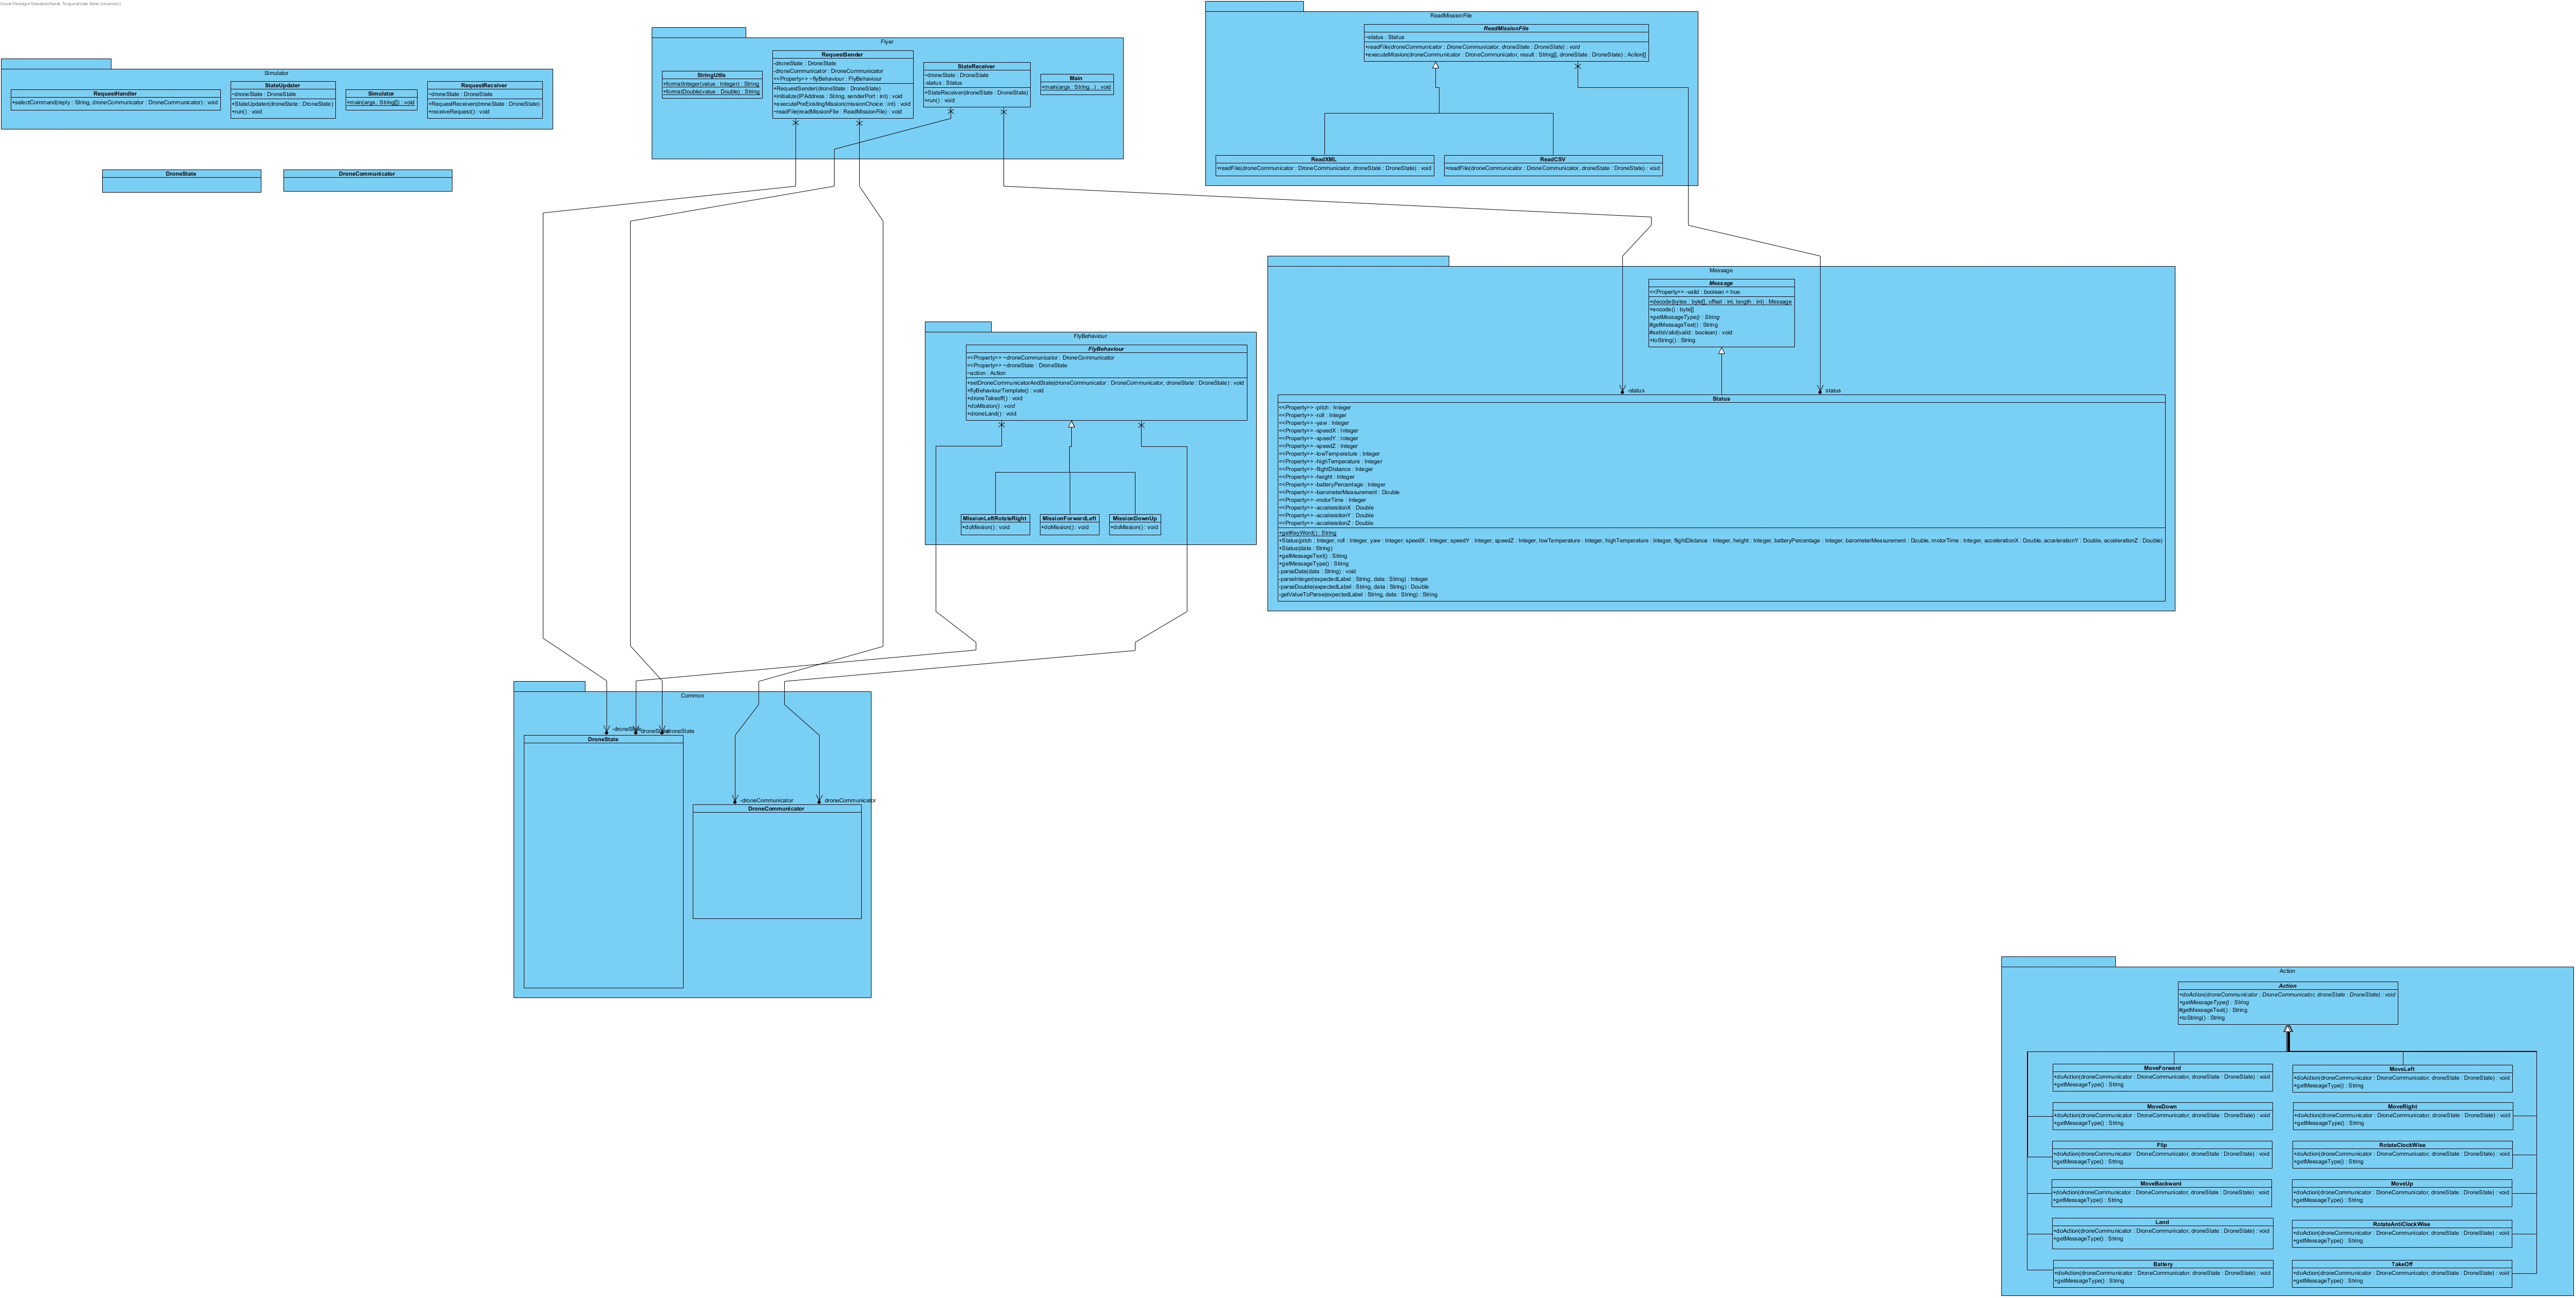 Visual Paradigm Standard(Kanak Tenguria(Utah State University))
Simulator
RequestHandler
+selectCommand(reply : String, droneCommunicator : DroneCommunicator) : void
StateUpdater
~droneState : DroneState
+StateUpdater(droneState : DroneState)
+run() : void
Simulator
+main(args : String[]) : void
RequestReceiver
~droneState : DroneState
+RequestReceiver(droneState : DroneState)
+receiveRequest() : void
DroneState
DroneCommunicator
Flyer
StringUtils
+formatInteger(value : Integer) : String
+formatDouble(value : Double) : String
RequestSender
-droneState : DroneState
-droneCommunicator : DroneCommunicator
<<Property>> ~flyBehaviour : FlyBehaviour
+RequestSender(droneState : DroneState)
+initialize(IPAddress : String, senderPort : int) : void
+executePreExistingMission(missionChoice : int) : void
~readFile(readMissionFile : ReadMissionFile) : void
StateReceiver
~droneState : DroneState
-status : Status
+StateReceiver(droneState : DroneState)
+run() : void
Main
+main(args : String...) : void
ReadMissionFile
ReadMissionFile
~status : Status
+readFile(droneCommunicator : DroneCommunicator, droneState : DroneState) : void
+executeMission(droneCommunicator : DroneCommunicator, result : String[], droneState : DroneState) : Action[]
ReadXML
+readFile(droneCommunicator : DroneCommunicator, droneState : DroneState) : void
ReadCSV
+readFile(droneCommunicator : DroneCommunicator, droneState : DroneState) : void
Message
Message
<<Property>> -valid : boolean = true
+decode(bytes : byte[], offset : int, length : int) : Message
+encode() : byte[]
+getMessageType() : String
#getMessageText() : String
#setIsValid(valid : boolean) : void
+toString() : String
-status
status
Status
<<Property>> -pitch : Integer
<<Property>> -roll : Integer
<<Property>> -yaw : Integer
<<Property>> -speedX : Integer
<<Property>> -speedY : Integer
<<Property>> -speedZ : Integer
<<Property>> -lowTemperature : Integer
<<Property>> -highTemperature : Integer
<<Property>> -flightDistance : Integer
<<Property>> -height : Integer
<<Property>> -batteryPercentage : Integer
<<Property>> -barometerMeasurement : Double
<<Property>> -motorTime : Integer
<<Property>> -accelerationX : Double
<<Property>> -accelerationY : Double
<<Property>> -accelerationZ : Double
+getKeyWord() : String
+Status(pitch : Integer, roll : Integer, yaw : Integer, speedX : Integer, speedY : Integer, speedZ : Integer, lowTemperature : Integer, highTemperature : Integer, flightDistance : Integer, height : Integer, batteryPercentage : Integer, barometerMeasurement : Double, motorTime : Integer, accelerationX : Double, accelerationY : Double, accelerationZ : Double)
+Status(data : String)
+getMessageText() : String
+getMessageType() : String
-parseData(data : String) : void
-parseInteger(expectedLabel : String, data : String) : Integer
-parseDouble(expectedLabel : String, data : String) : Double
-getValueToParse(expectedLabel : String, data : String) : String
FlyBehaviour
FlyBehaviour
<<Property>> ~droneCommunicator : DroneCommunicator
<<Property>> ~droneState : DroneState
~action : Action
+setDroneCommunicatorAndState(droneCommunicator : DroneCommunicator, droneState : DroneState) : void
+flyBehaviourTemplate() : void
+droneTakeoff() : void
+doMission() : void
+droneLand() : void
MissionLeftRotateRight
+doMission() : void
MissionForwardLeft
+doMission() : void
MissionDownUp
+doMission() : void
Common
-droneState
droneState
droneState
DroneState
-droneCommunicator
droneCommunicator
DroneCommunicator
Action
Action
+doAction(droneCommunicator : DroneCommunicator, droneState : DroneState) : void
+getMessageType() : String
#getMessageText() : String
+toString() : String
MoveForward
+doAction(droneCommunicator : DroneCommunicator, droneState : DroneState) : void
+getMessageType() : String
MoveLeft
+doAction(droneCommunicator : DroneCommunicator, droneState : DroneState) : void
+getMessageType() : String
MoveDown
+doAction(droneCommunicator : DroneCommunicator, droneState : DroneState) : void
+getMessageType() : String
MoveRight
+doAction(droneCommunicator : DroneCommunicator, droneState : DroneState) : void
+getMessageType() : String
Flip
+doAction(droneCommunicator : DroneCommunicator, droneState : DroneState) : void
+getMessageType() : String
RotateClockWise
+doAction(droneCommunicator : DroneCommunicator, droneState : DroneState) : void
+getMessageType() : String
MoveBackward
+doAction(droneCommunicator : DroneCommunicator, droneState : DroneState) : void
+getMessageType() : String
MoveUp
+doAction(droneCommunicator : DroneCommunicator, droneState : DroneState) : void
+getMessageType() : String
Land
+doAction(droneCommunicator : DroneCommunicator, droneState : DroneState) : void
+getMessageType() : String
RotateAntiClockWise
+doAction(droneCommunicator : DroneCommunicator, droneState : DroneState) : void
+getMessageType() : String
Battery
+doAction(droneCommunicator : DroneCommunicator, droneState : DroneState) : void
+getMessageType() : String
TakeOff
+doAction(droneCommunicator : DroneCommunicator, droneState : DroneState) : void
+getMessageType() : String